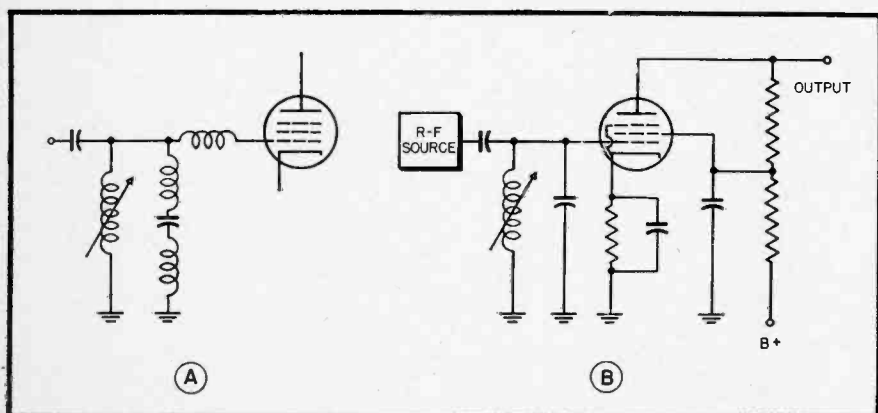 R-F
SOURCE
OUTPUT
B+
A
B